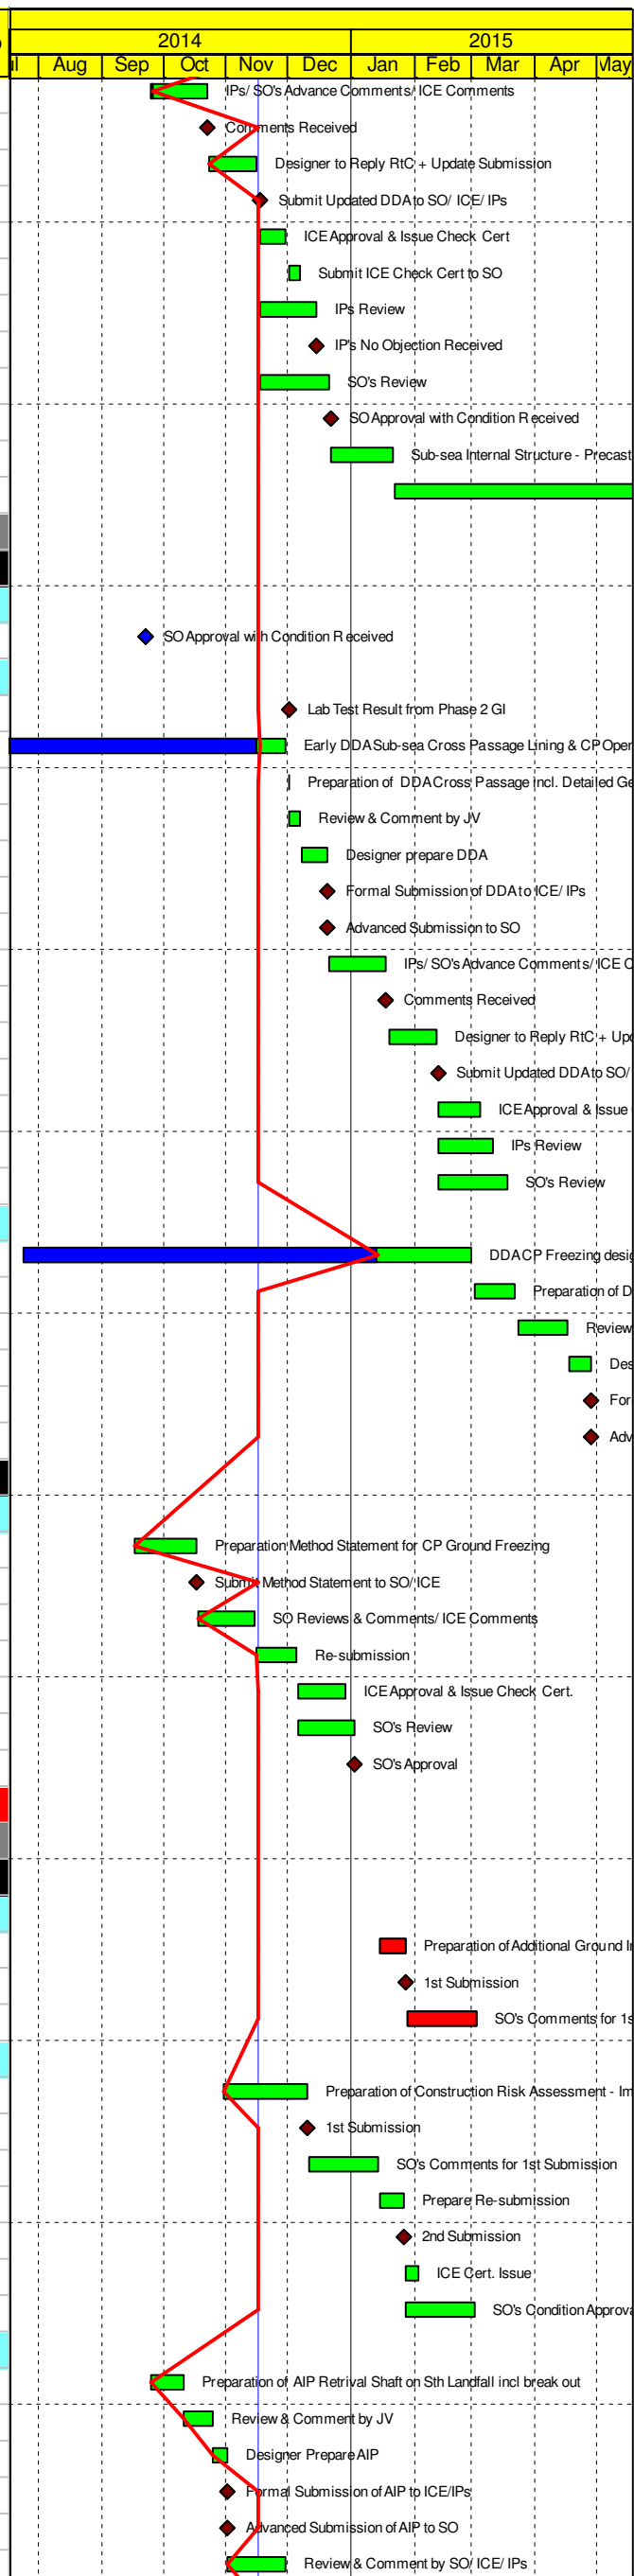 2014 2015
Aug Sep Oct Nov Dec Jan Feb Mar Apr May
IPs/ SO's Advance Comments/ ICE Comments
Comments Received
Designer to Reply RtC + Update Submission
Submit Updated DDA to SO/ ICE/ IPs
ICE Approval & Issue Check Cert
Submit ICE Check Cert to SO
IPs Review
IP's No Objection Received
SO's Review
SO Approval with Condition Received
Sub-sea Internal Structure - Precast
SO Approval with Condition Received
Lab Test Result from Phase 2 GI
Early DDA Sub-sea Cross Passage Lining & CP Oper
Preparation of DDA Cross Passage incl. Detailed Ge
Review & Comment by JV
Designer prepare DDA
Formal Submission of DDA to ICE/ IPs
Advanced Submission to SO
IPs/ SO's Advance Comments/ ICE C
Comments Received
Designer to Reply RtC + Upd
Submit Updated DDA to SO/
ICE Approval & Issue
IPs Review
SO's Review
DDA CP Freezing desig
Preparation of D
Review
Des
For
Adv
Preparation Method Statement for CP Ground Freezing
Submit Method Statement to SO/ ICE
SO Reviews & Comments/ ICE Comments
Re-submission
ICE Approval & Issue Check Cert.
SO's Review
SO's Approval
Preparation of Additional Ground I
1st Submission
SO's Comments for 1s
Preparation of Construction Risk Assessment - Im
1st Submission
SO's Comments for 1st Submission
Prepare Re-submission
2nd Submission
ICE Cert. Issue
SO's Condition Approva
Preparation of AIP Retrival Shaft on Sth Landfall incl break out
Review & Comment by JV
Designer Prepare AIP
Formal Submission of AIP to ICE/IPs
Advanced Submission of AIP to SO
Review & Comment by SO/ ICE/ IPs